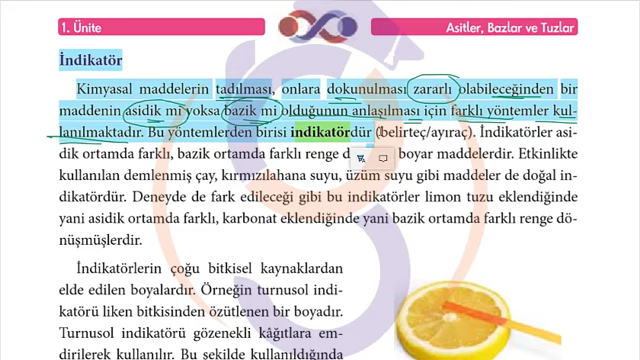 1. Ünite
Asitler, Bazlar ve Tuzlar
İndikatör
Kimyasal maddelerin tadılması, onlara dokunulması zararlı olabileceğinden bir
maddenin asidik mi yoksa bazik mi olduğunun anlaşılması için farklı yöntemler kul-
lanılmaktadır. Bu yöntemlerden birisi indikatördür (belirteç/ayıraç). İndikatörler asi-
dik ortamda farklı, bazik ortamda farklı renge d boyar maddelerdir. Etkinlikte
kullanılan demlenmiş çay, kırmızılahana suyu, üzüm suyu gibi maddeler de doğal in-
dikatördür. Deneyde de fark edileceği gibi bu indikatörler limon tuzu eklendiğinde
yani asidik ortamda farklı, karbonat eklendiğinde yani bazik ortamda farklı renge dö-
nüşmüşlerdir.
İndikatörlerin çoğu bitkisel kaynaklardan
elde edilen boyalardır. Örneğin turnusol indi-
katörü liken bitkisinden özütlenen bir boyadır.
Turnusol indikatörü gözenekli kâğıtlara em-
dirilerek kullanılır. Bu şekilde kullanıldığında